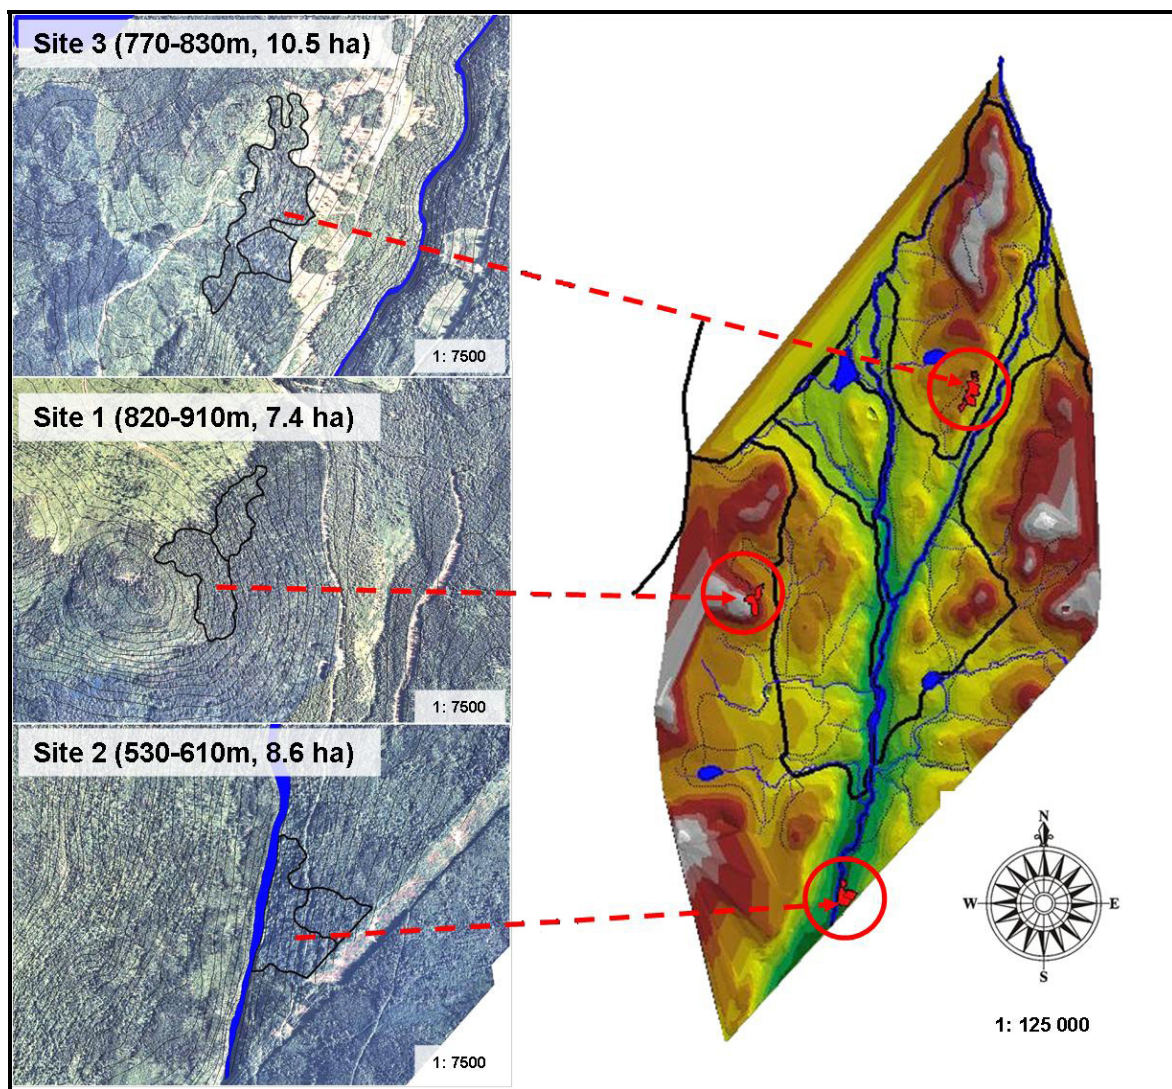 Site 3 (770-830m, 10.5 ha)
1: 7500
Site 1 (820-910m, 7.4 ha)
1: 7500
Site 2 (530-610m, 8.6 ha)
1: 7500
N
W
E
S
1: 125 000